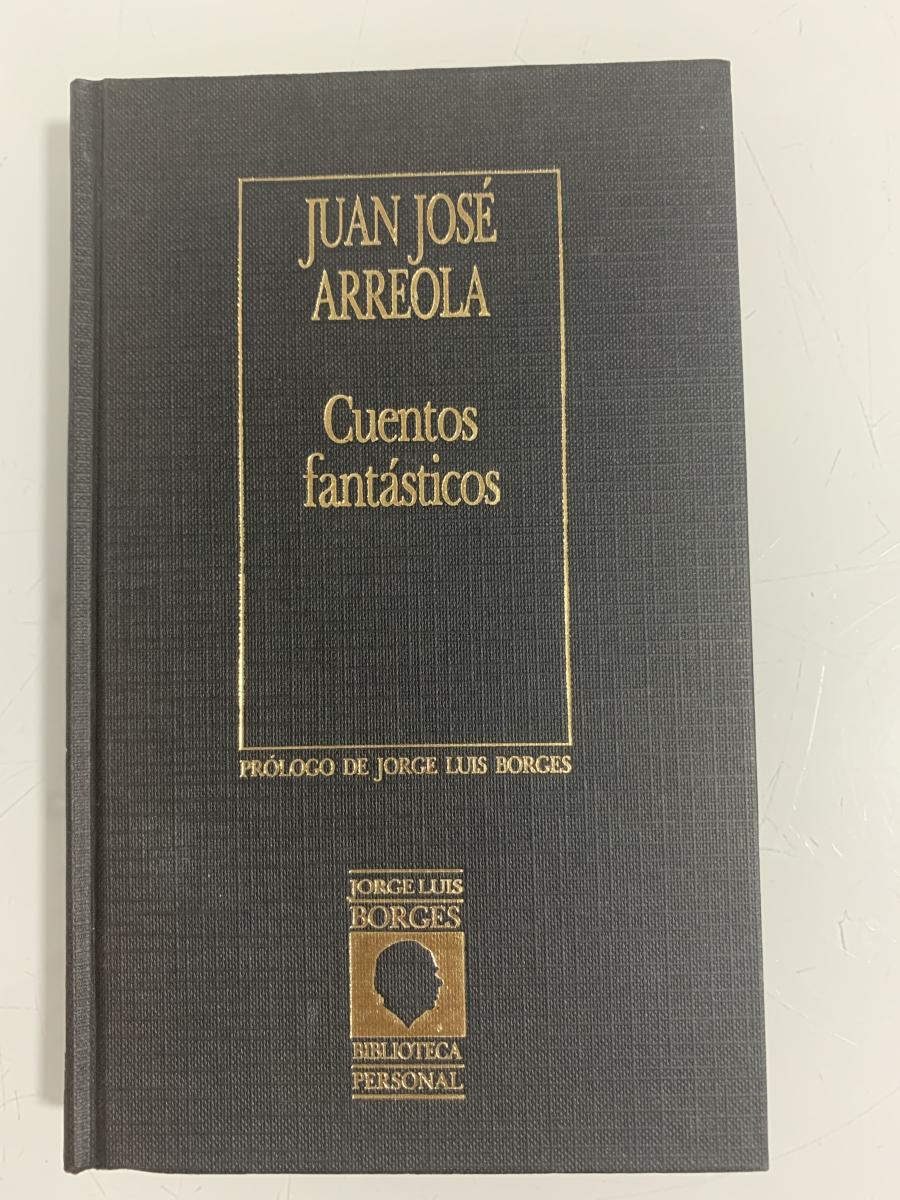 JUAN JOSÉ
ARREOLA
Cuentos
fantásticos
PRÓLOGO DE JORGE LUIS BORGES
JORGE LUIS
BORGES
BIBLIOTECA
PERSONAL